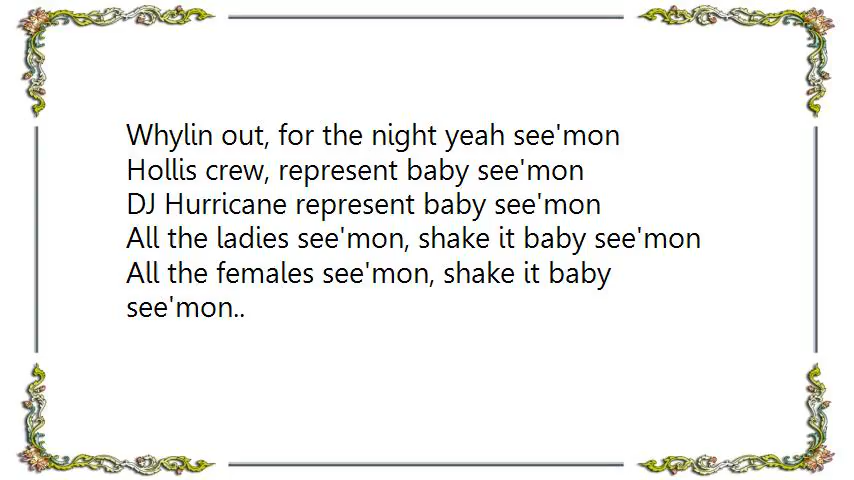 Whylin out, for the night yeah see'mon
Hollis crew, represent baby see'mon
DJ Hurricane represent baby see'mon
All the ladies see'mon, shake it baby see'mon
All the females see'mon, shake it baby
see'mon..